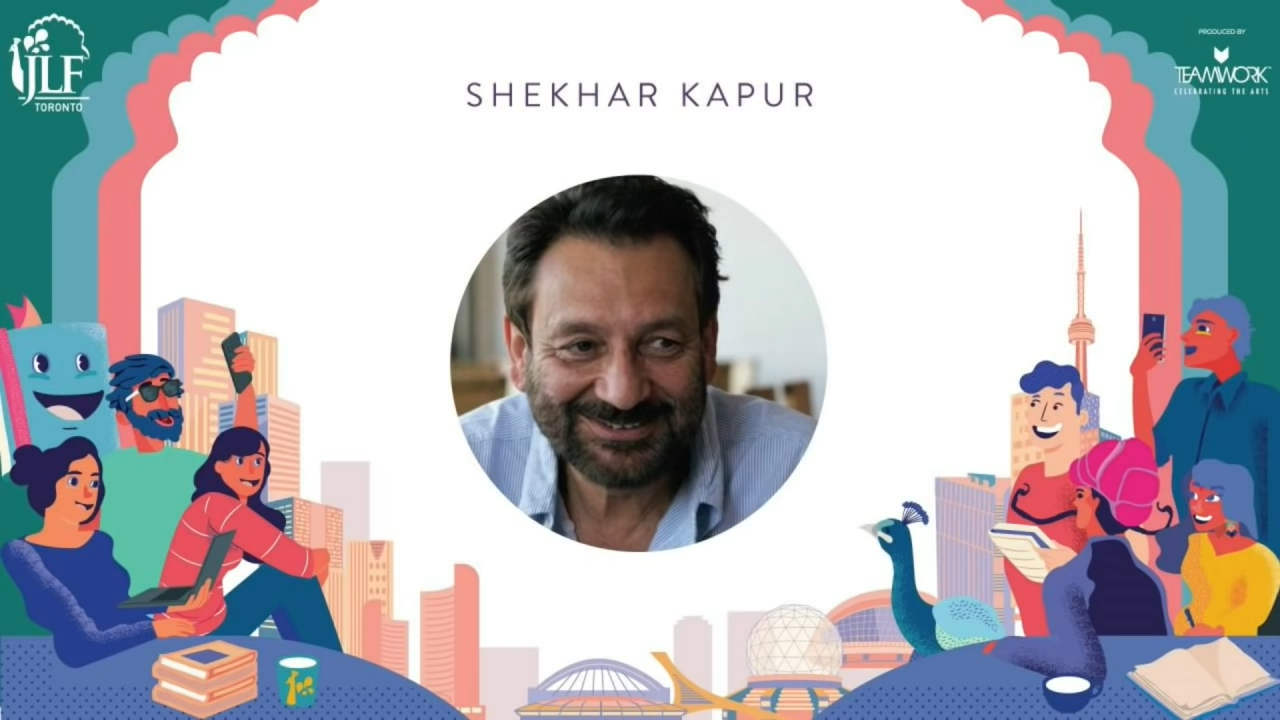 JLF
TORONTO
SHEKHAR KAPUR
PRODUCED BY
TEAMWORK
CELEBRATING THE ARTS